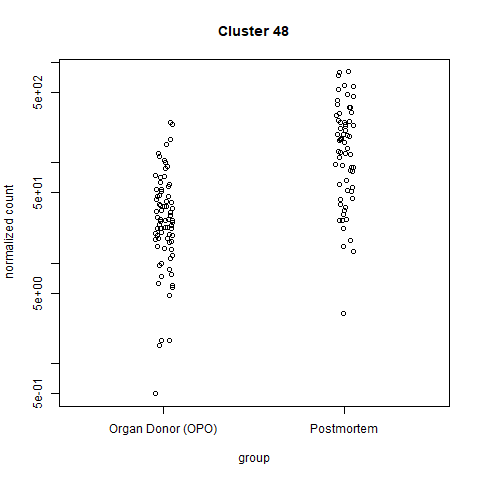 Cluster 48
normalized count
5e+02
5e+01
5e+00
5e-01
Organ Donor (OPO)
Postmortem
group